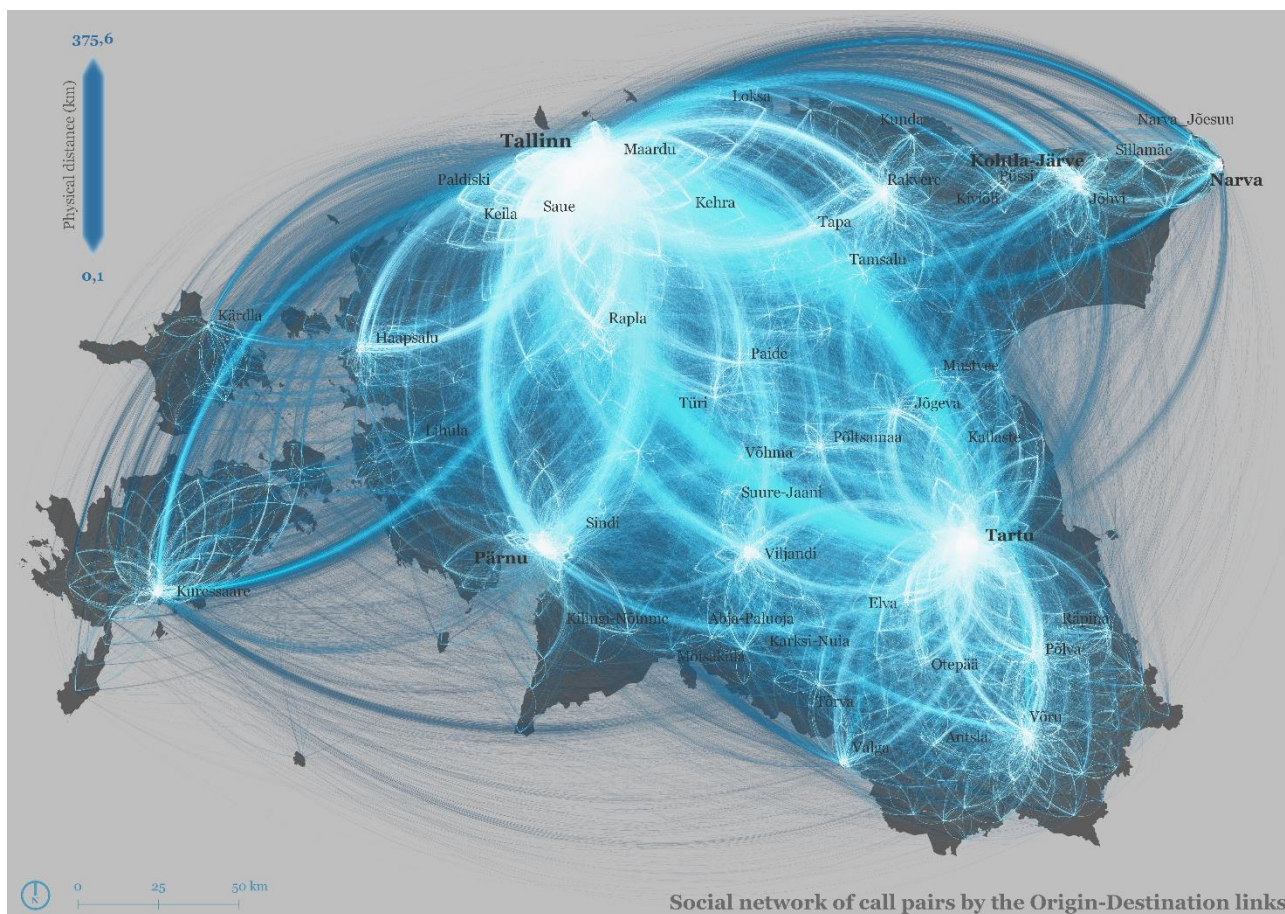 375,6
Physical distance (km)
0,1
Loksa
Kunda
Narva_Jõesuu
Tallinn
Maardu
Kohtla-Järve
Sillamäe
Paldiski
Rakvere
Püssi
Narva
Keila
Saue
Kehra
Kiviõli
Jõhvi
Tapa
Tamsalu
Kärdla
Rapla
Haapsalu
Paide
Mustvee
Türi
Jõgeva
Lihula
Põltsamaa
Kallaste
Võhma
Suure-Jaani
Sindi
Tartu
Pärnu
Viljandi
Kuressaare
Elva
Kilingi-Nõmme
Abja-Paluoja
Räpina
Karksi-Nuia
Mõisaküla
Põlva
Otepää
Tõrva
Võru
Valga
Antsla
N
0 25 50 km
Social network of call pairs by the Origin-Destination links